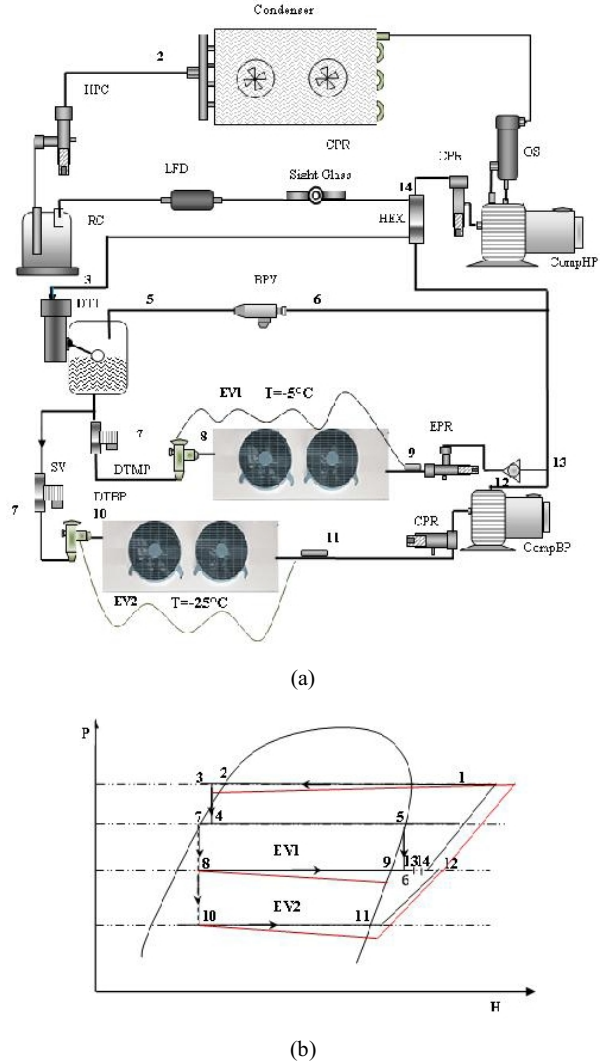 Condenser
2
HPC
CPR
LFD
Sight Glass
CPR
OS
14
RC
HEX
CompHP
3
DTI
5
BPV
6
EV1
T=-5°C
7
8
9
EPR
13
DTMP
SV
12
7
DTBP
10
CPR
11
CompBP
EV2
T=-25°C
(a)
P
3
2
1
7
4
5
EV1
8
9
13
14
12
6
EV2
10
11
H
(b)